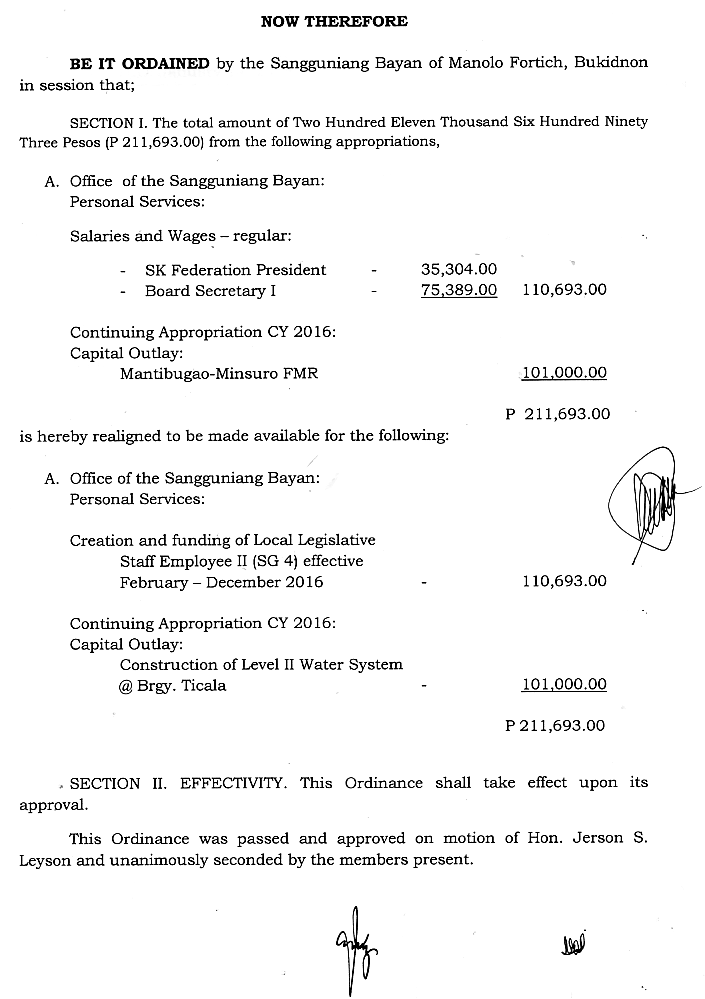 NOW THEREFORE
BE IT ORDAINED by the Sangguniang Bayan of Manolo Fortich, Bukidnon
in session that;
SECTION I. The total amount of Two Hundred Eleven Thousand Six Hundred Ninety
Three Pesos (P 211,693.00) from the following appropriations,
A. Office of the Sangguniang Bayan:
Personal Services:
Salaries and Wages – regular:
- SK Federation President - 35,304.00
- Board Secretary I - 75,389.00 110,693.00
Continuing Appropriation CY 2016:
Capital Outlay:
Mantibugao-Minsuro FMR 101,000.00
P 211,693.00
is hereby realigned to be made available for the following:
A. Office of the Sangguniang Bayan:
Personal Services:
Creation and funding of Local Legislative
Staff Employee II (SG 4) effective
February – December 2016 - 110,693.00
Continuing Appropriation CY 2016:
Capital Outlay:
Construction of Level II Water System
@ Brgy. Ticala - 101,000.00
P 211,693.00
SECTION II. EFFECTIVITY. This Ordinance shall take effect upon its
approval.
This Ordinance was passed and approved on motion of Hon. Jerson S.
Leyson and unanimously seconded by the members present.